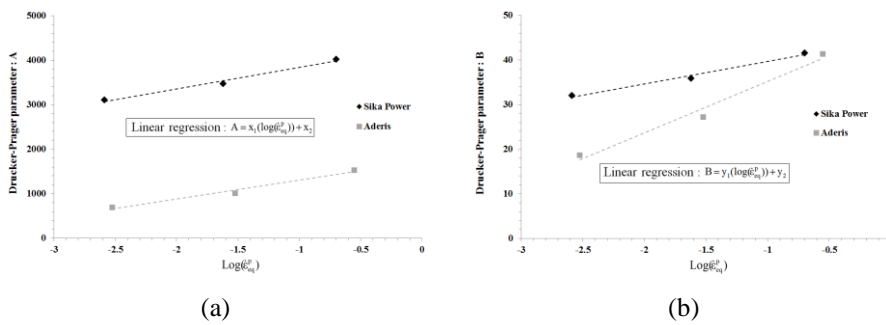 Drucker-Prager parameter : A
5000
4000
3000
2000
1000
0
-3
-2.5
-2
-1.5
-1
-0.5
0
Log(ε̇ᵖeq)
Sika Power
Aderis
Linear regression : A = x₁(log(ε̇ᵖeq)) + x₂
(a)
Drucker-Prager parameter : B
50
40
30
20
10
0
-3
-2.5
-2
-1.5
-1
-0.5
Log(ε̇ᵖeq)
Sika Power
Aderis
Linear regression : B = y₁(log(ε̇ᵖeq)) + y₂
(b)